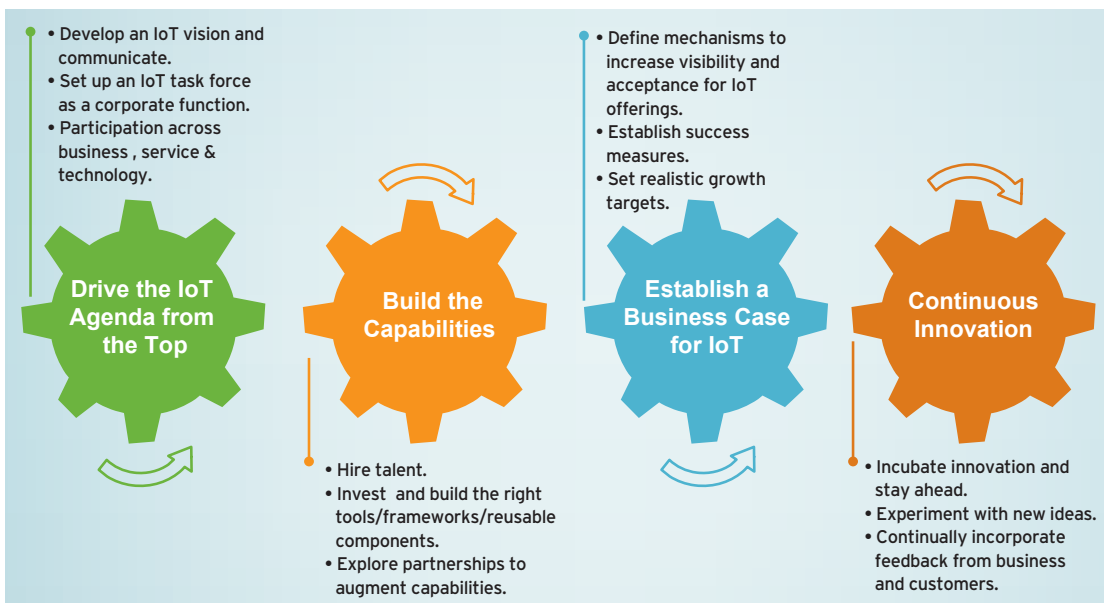 • Develop an IoT vision and
communicate.
• Set up an IoT task force
as a corporate function.
• Participation across
business , service &
technology.
Drive the IoT
Agenda from
the Top
Build the
Capabilities
• Hire talent.
• Invest and build the right
tools/frameworks/reusable
components.
• Explore partnerships to
augment capabilities.
• Define mechanisms to
increase visibility and
acceptance for IoT
offerings.
• Establish success
measures.
• Set realistic growth
targets.
Establish a
Business Case
for IoT
Continuous
Innovation
• Incubate innovation and
stay ahead.
• Experiment with new ideas.
• Continually incorporate
feedback from business
and customers.